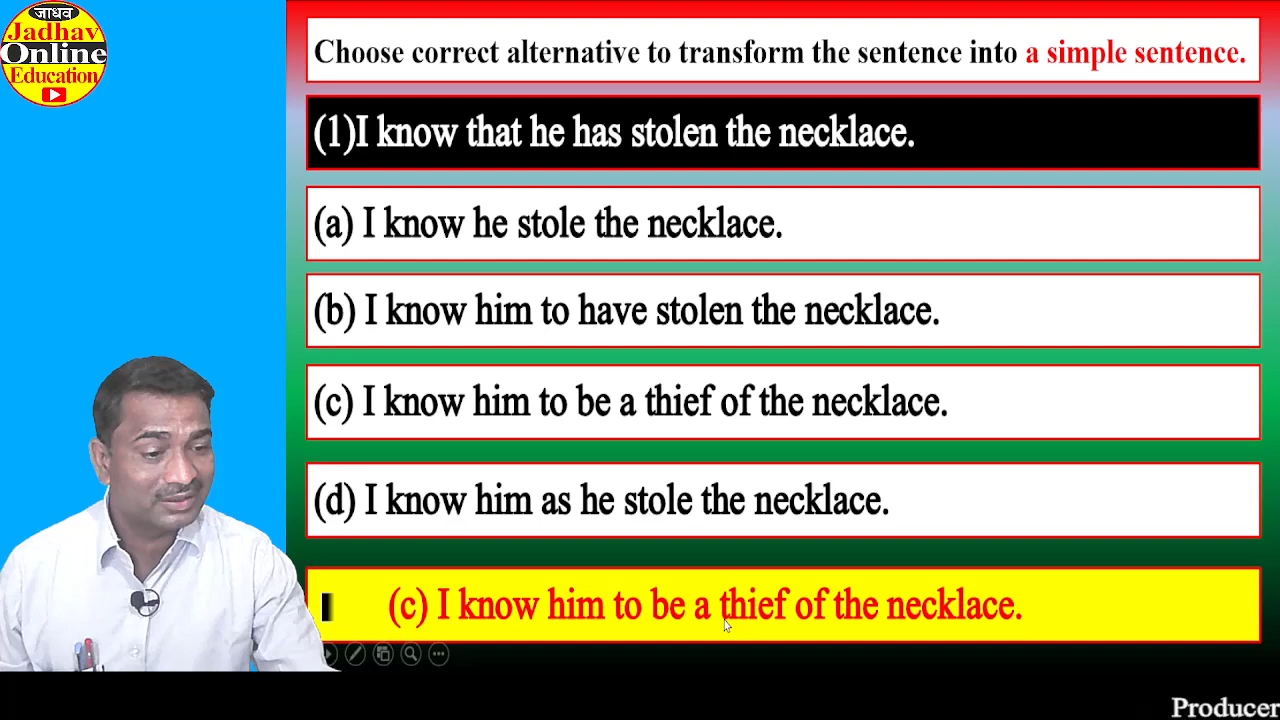 जाधव
Jadhav
Online
Education
Choose correct alternative to transform the sentence into a simple sentence.
(1)I know that he has stolen the necklace.
(a) I know he stole the necklace.
(b) I know him to have stolen the necklace.
(c) I know him to be a thief of the necklace.
(d) I know him as he stole the necklace.
(c) I know him to be a thief of the necklace.
Producer